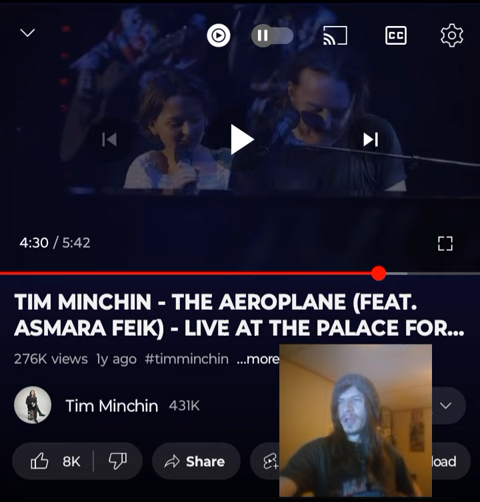 CC
4:30 / 5:42
TIM MINCHIN - THE AEROPLANE (FEAT.
ASMARA FEIK) - LIVE AT THE PALACE FOR...
276K views 1y ago #timminchin ...more
Tim Minchin 431K
8K Share load